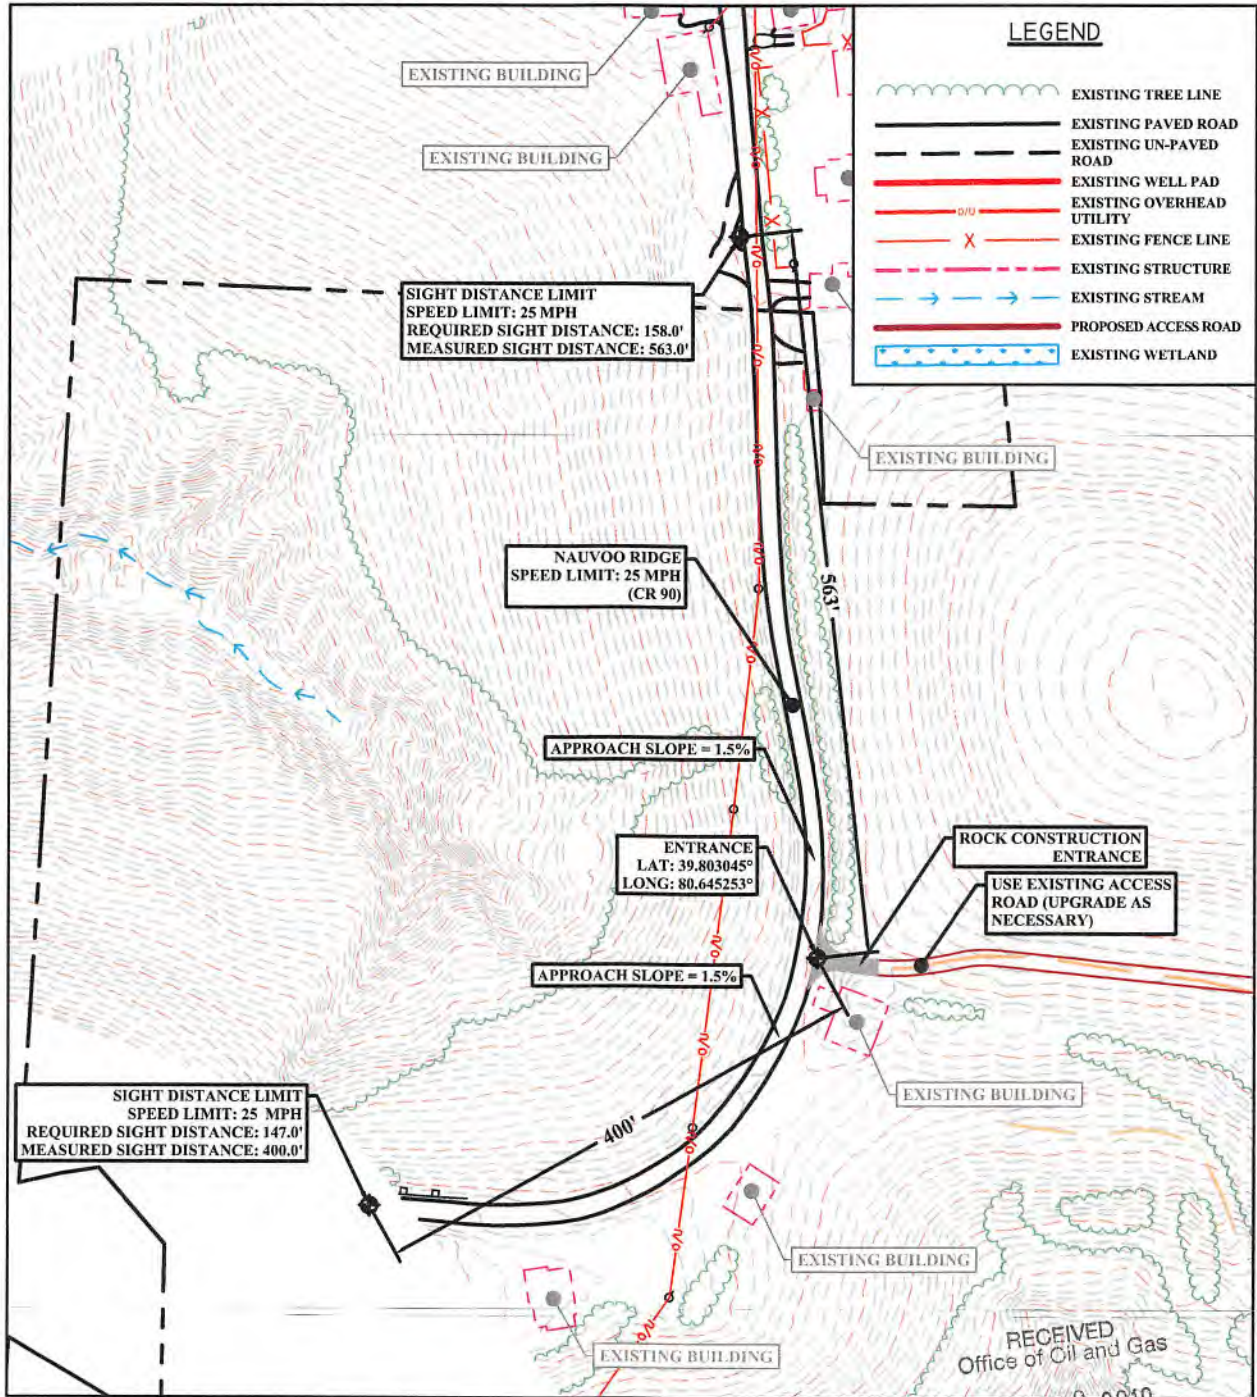 LEGEND
EXISTING TREE LINE
EXISTING PAVED ROAD
EXISTING UN-PAVED
ROAD
EXISTING WELL PAD
O/U
EXISTING OVERHEAD
UTILITY
X
EXISTING FENCE LINE
EXISTING STRUCTURE
EXISTING STREAM
PROPOSED ACCESS ROAD
EXISTING WETLAND
EXISTING BUILDING
EXISTING BUILDING
SIGHT DISTANCE LIMIT
SPEED LIMIT: 25 MPH
REQUIRED SIGHT DISTANCE: 158.0'
MEASURED SIGHT DISTANCE: 563.0'
EXISTING BUILDING
NAUVOO RIDGE
SPEED LIMIT: 25 MPH
(CR 90)
563'
APPROACH SLOPE = 1.5%
ENTRANCE
LAT: 39.803045°
LONG: 80.645253°
ROCK CONSTRUCTION
ENTRANCE
USE EXISTING ACCESS
ROAD (UPGRADE AS
NECESSARY)
APPROACH SLOPE = 1.5%
EXISTING BUILDING
SIGHT DISTANCE LIMIT
SPEED LIMIT: 25 MPH
REQUIRED SIGHT DISTANCE: 147.0'
MEASURED SIGHT DISTANCE: 400.0'
400'
EXISTING BUILDING
EXISTING BUILDING
RECEIVED
Office of Oil and Gas